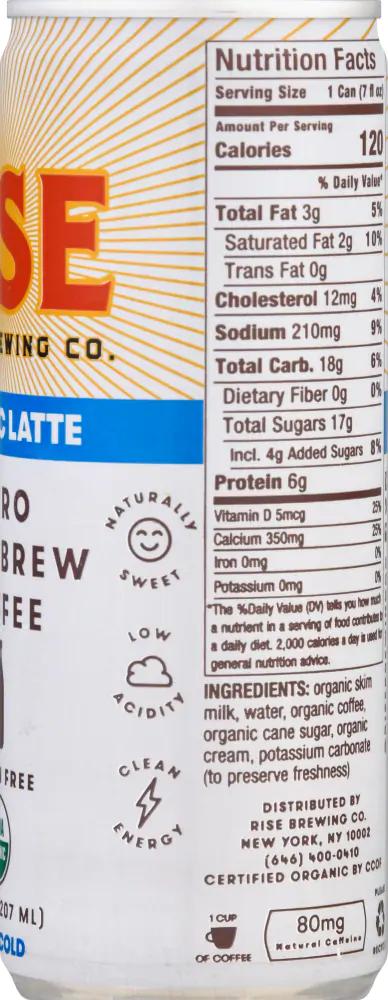 SE
EWING CO.
C LATTE
RO
BREW
FEE
FREE
207 ML)
COLD
NATURALLY
SWEET
LOW
ACIDITY
CLEAN
ENERGY
Nutrition Facts
Serving Size 1 Can (7 fl oz)
Amount Per Serving
Calories 120
% Daily Value*
Total Fat 3g 5%
Saturated Fat 2g 10%
Trans Fat 0g
Cholesterol 12mg 4%
Sodium 210mg 9%
Total Carb. 18g 6%
Dietary Fiber 0g 0%
Total Sugars 17g
Incl. 4g Added Sugars 8%
Protein 6g
Vitamin D 5mcg 25%
Calcium 350mg 25%
Iron 0mg 0%
Potassium 0mg 0%
*The %Daily Value (DV) tells you how much
a nutrient in a serving of food contributes to
a daily diet. 2,000 calories a day is used for
general nutrition advice.
INGREDIENTS: organic skim
milk, water, organic coffee,
organic cane sugar, organic
cream, potassium carbonate
(to preserve freshness)
DISTRIBUTED BY
RISE BREWING CO.
NEW YORK, NY 10002
(646) 400-0410
CERTIFIED ORGANIC BY CCOF
1 CUP
OF COFFEE
80mg
Natural Caffeine